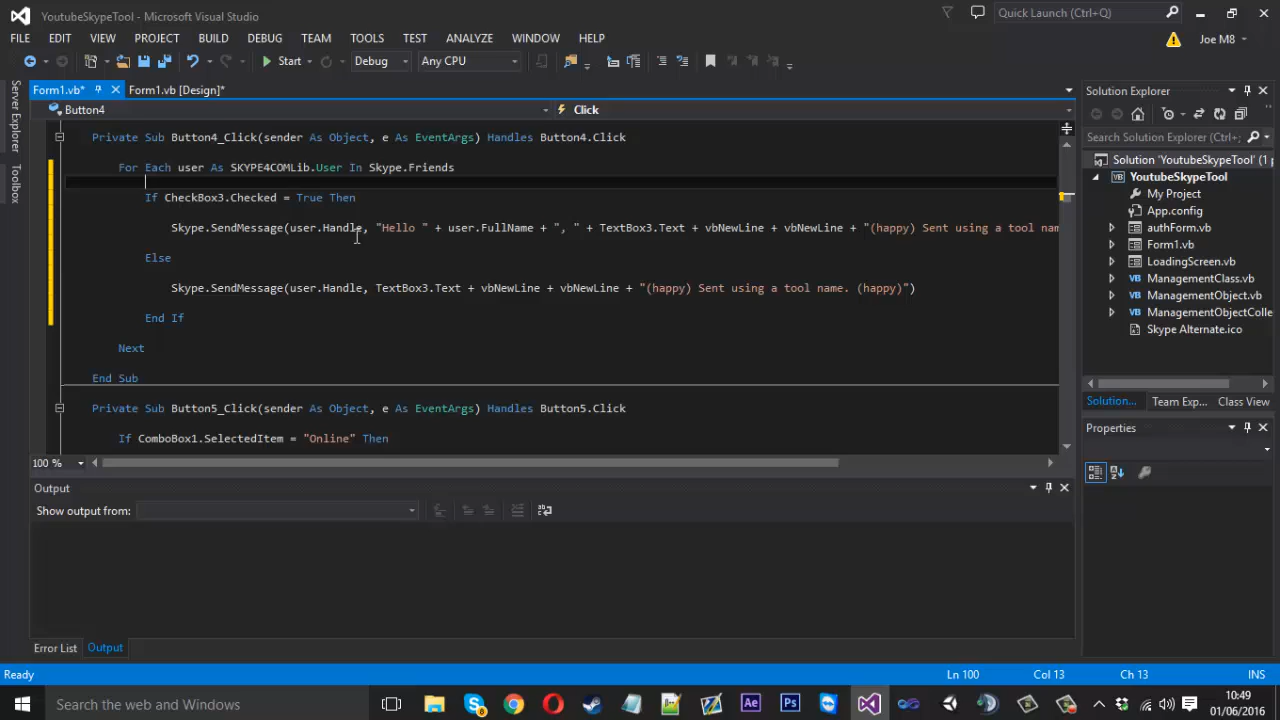 YoutubeSkypeTool - Microsoft Visual Studio
Quick Launch (Ctrl+Q)
FILE EDIT VIEW PROJECT BUILD DEBUG TEAM TOOLS TEST ANALYZE WINDOW HELP
Joe M8
Start Debug Any CPU
Server Explorer
Toolbox
Form1.vb* Form1.vb [Design]*
Button4 Click
Private Sub Button4_Click(sender As Object, e As EventArgs) Handles Button4.Click
For Each user As SKYPE4COMLib.User In Skype.Friends
If CheckBox3.Checked = True Then
Skype.SendMessage(user.Handle, "Hello " + user.FullName + ", " + TextBox3.Text + vbNewLine + vbNewLine + "(happy) Sent using a tool nam
Else
Skype.SendMessage(user.Handle, TextBox3.Text + vbNewLine + vbNewLine + "(happy) Sent using a tool name. (happy)")
End If
Next
End Sub
Private Sub Button5_Click(sender As Object, e As EventArgs) Handles Button5.Click
If ComboBox1.SelectedItem = "Online" Then
100 %
Output
Show output from:
Error List Output
Solution Explorer
Search Solution Explorer (Ctrl+
Solution 'YoutubeSkypeTool' (1 p
YoutubeSkypeTool
My Project
App.config
authForm.vb
Form1.vb
LoadingScreen.vb
ManagementClass.vb
ManagementObject.vb
ManagementObjectColle
Skype Alternate.ico
Solution... Team Exp... Class View
Properties
Ready Ln 100 Col 13 Ch 13 INS
Search the web and Windows
6
Ae
Ps
10:49
01/06/2016